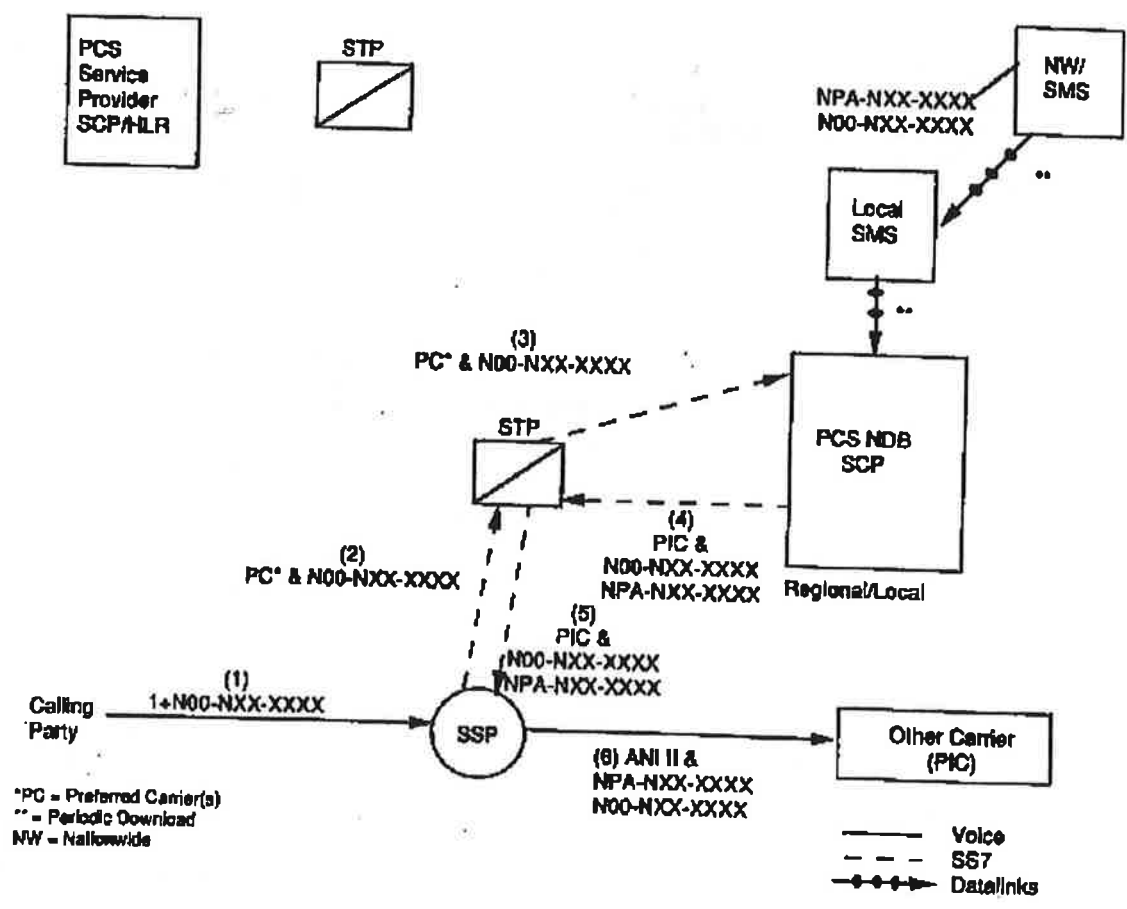 PCS
Service
Provider
SCP/HLR
STP
NW/
SMS
NPA-NXX-XXXX
N00-NXX-XXXX
Local
SMS
**
**
(3)
PC* & N00-NXX-XXXX
STP
PCS NDB
SCP
(4)
PIC &
N00-NXX-XXXX
NPA-NXX-XXXX
Regional/Local
(2)
PC* & N00-NXX-XXXX
(5)
PIC &
N00-NXX-XXXX
NPA-NXX-XXXX
Calling
Party
(1)
1+N00-NXX-XXXX
SSP
(6) ANI II &
NPA-NXX-XXXX
N00-NXX-XXXX
Other Carrier
(PIC)
*PC = Preferred Carrier(s)
** = Periodic Download
NW = Nationwide
Voice
SS7
Datalinks